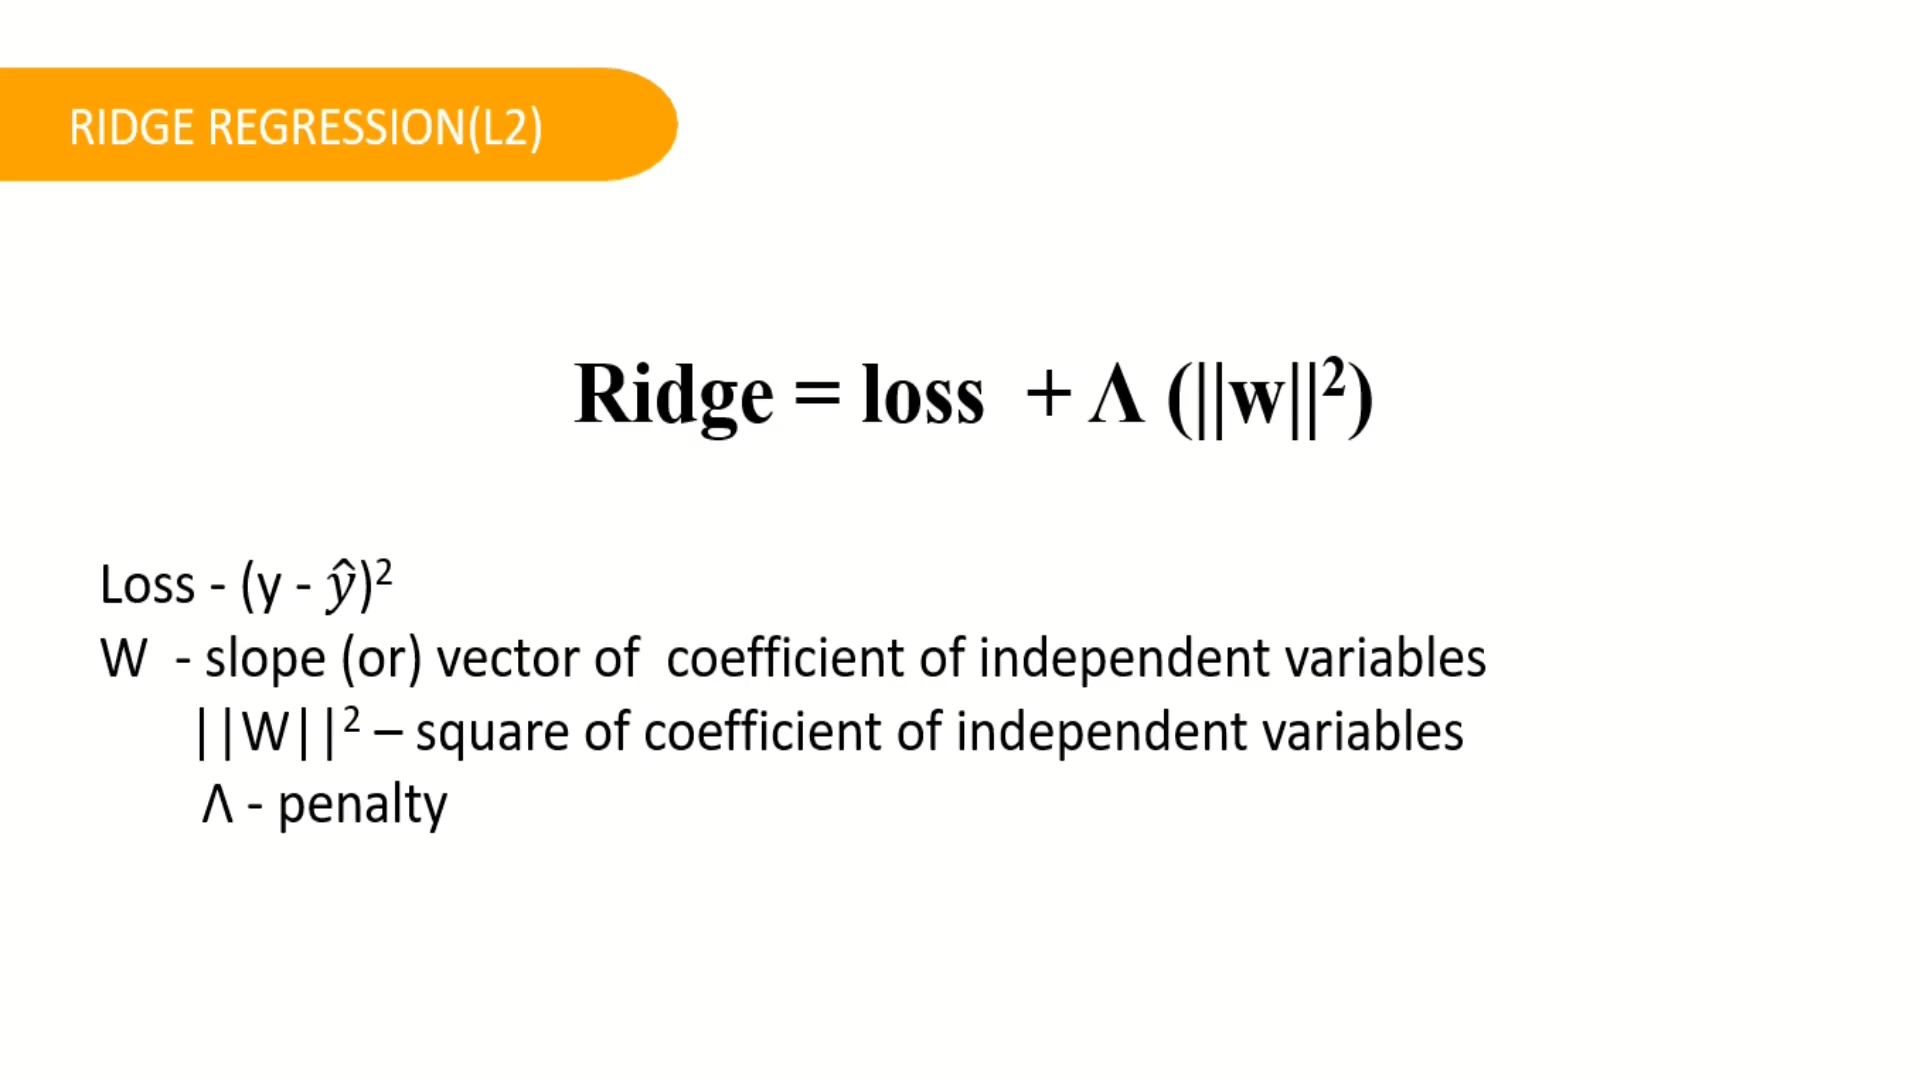 RIDGE REGRESSION(L2)
Ridge = loss + Λ (||w||²)
Loss - (y - ŷ)²
W - slope (or) vector of coefficient of independent variables
||W||² – square of coefficient of independent variables
Λ - penalty